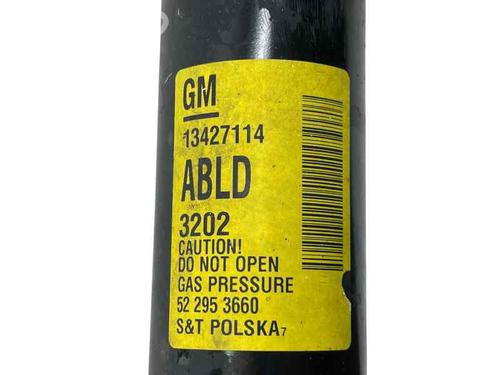 GM
13427114
ABLD
3202
CAUTION!
DO NOT OPEN
GAS PRESSURE
52 295 3660
S&T POLSKA7